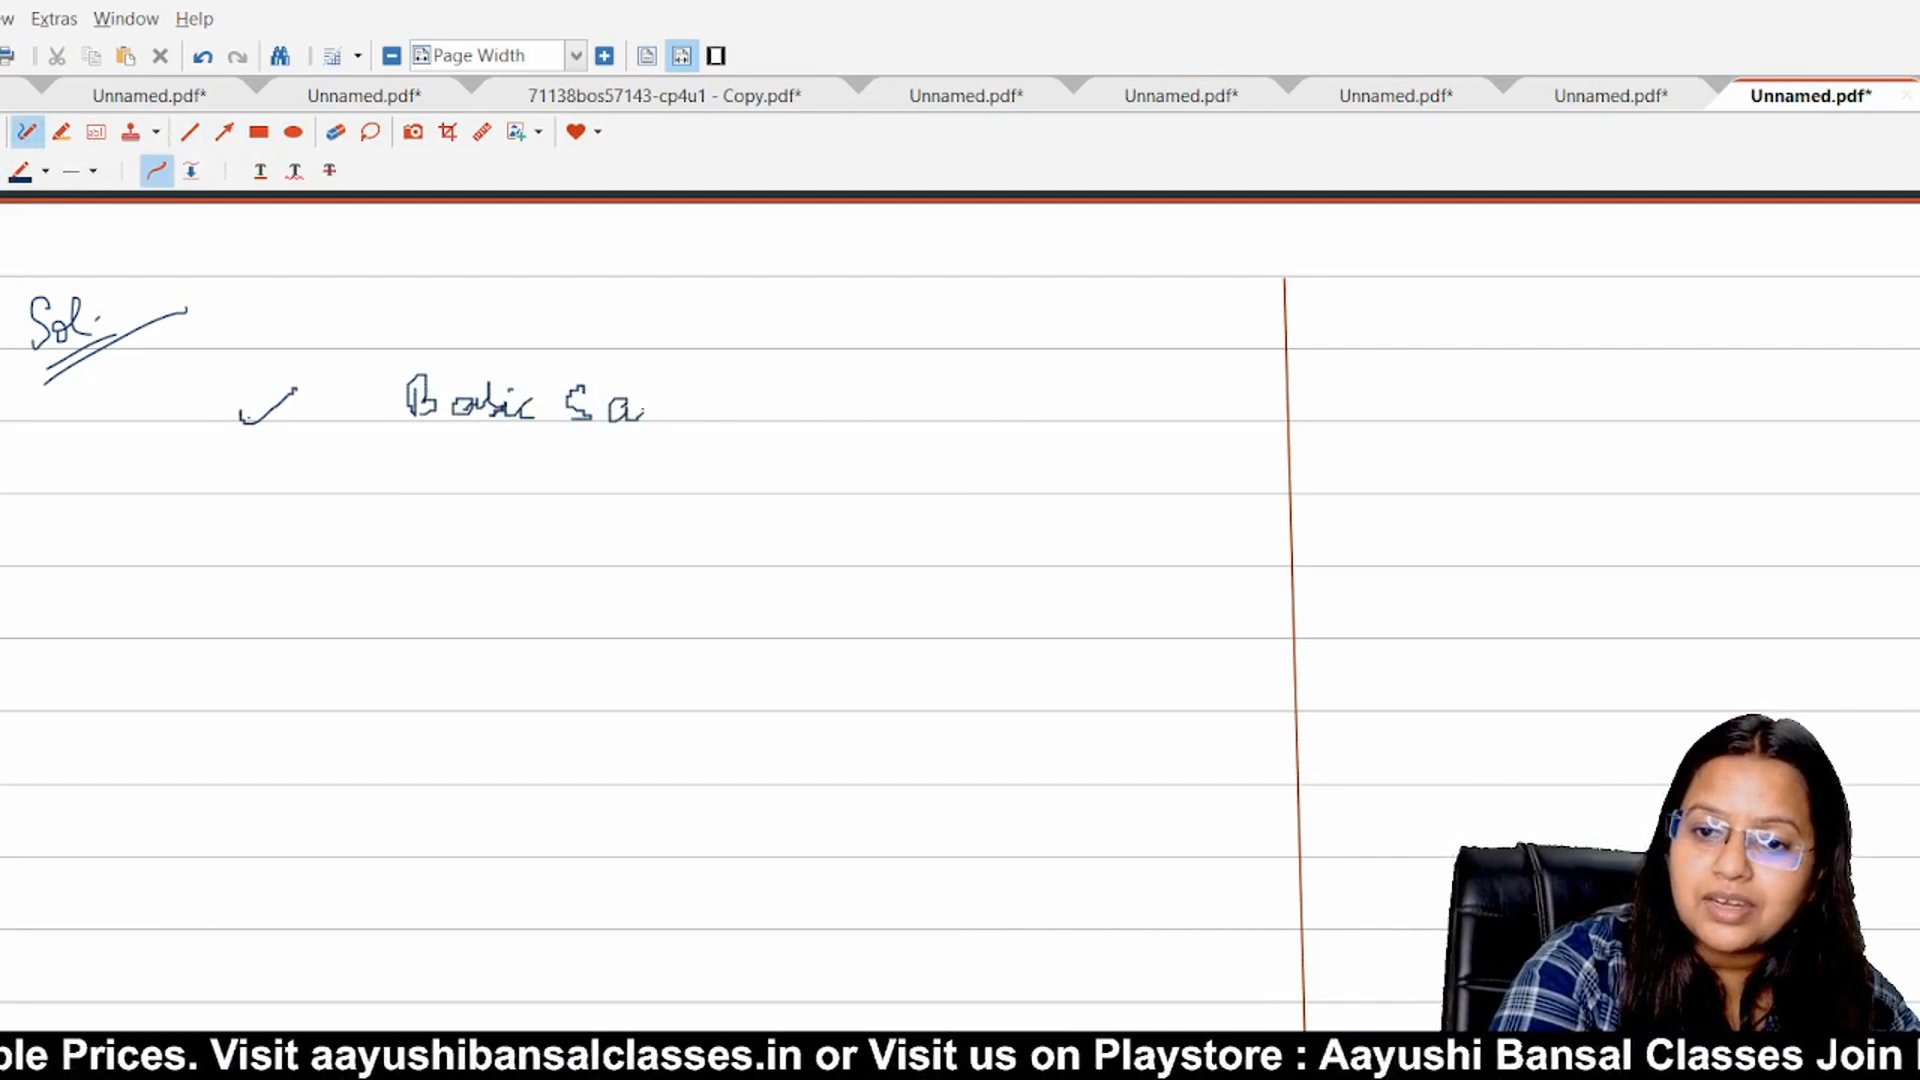 Extras Window Help
Page Width
Unnamed.pdf* Unnamed.pdf* 71138bos57143-cp4u1 - Copy.pdf* Unnamed.pdf* Unnamed.pdf* Unnamed.pdf* Unnamed.pdf* Unnamed.pdf*
Sol.
Basic Sa
ple Prices. Visit aayushibansalclasses.in or Visit us on Playstore : Aayushi Bansal Classes Join